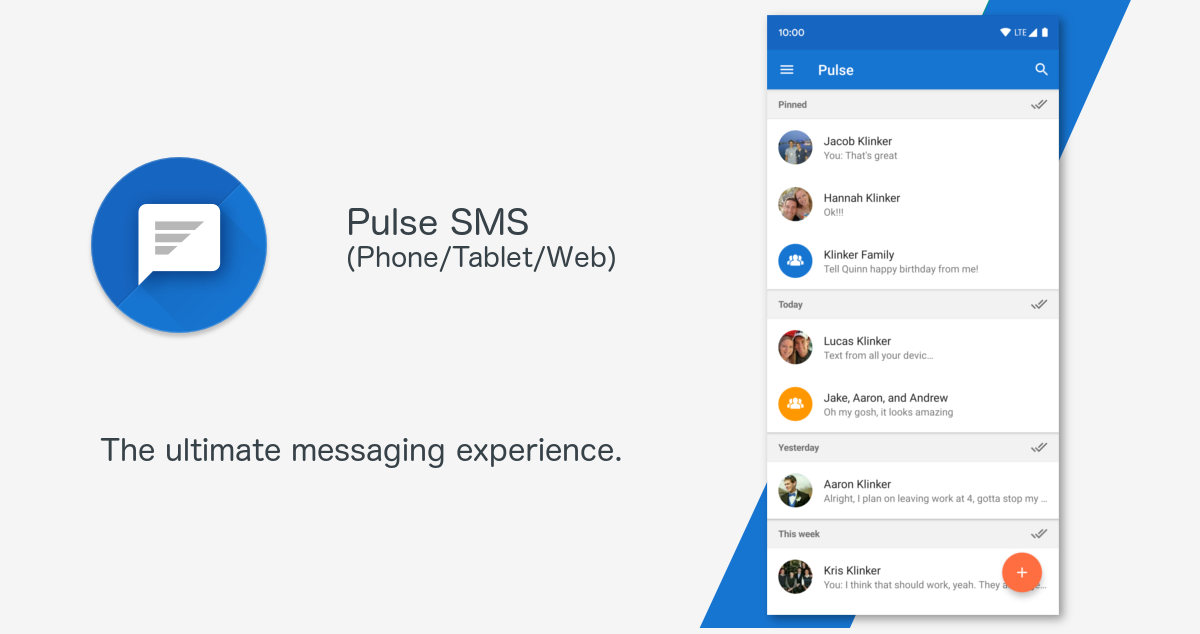 Pulse SMS
(Phone/Tablet/Web)
The ultimate messaging experience.
10:00
LTE
Pulse
Pinned
Jacob Klinker
You: That's great
Hannah Klinker
Ok!!!
Klinker Family
Tell Quinn happy birthday from me!
Today
Lucas Klinker
Text from all your devic...
Jake, Aaron, and Andrew
Oh my gosh, it looks amazing
Yesterday
Aaron Klinker
Alright, I plan on leaving work at 4, gotta stop my ...
This week
Kris Klinker
You: I think that should work, yeah. They
+